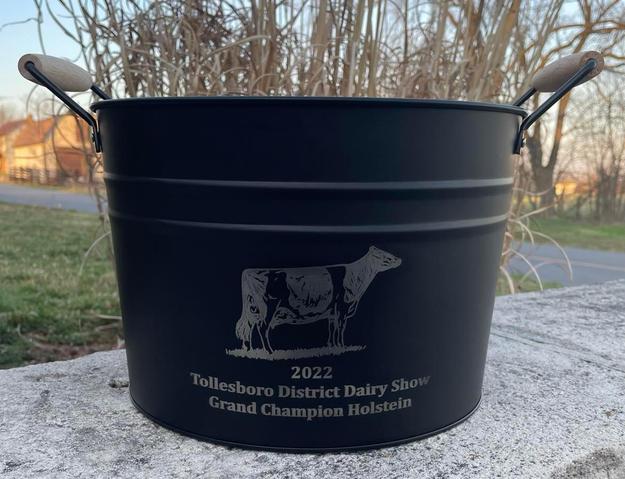 2022
Tollesboro District Dairy Show
Grand Champion Holstein